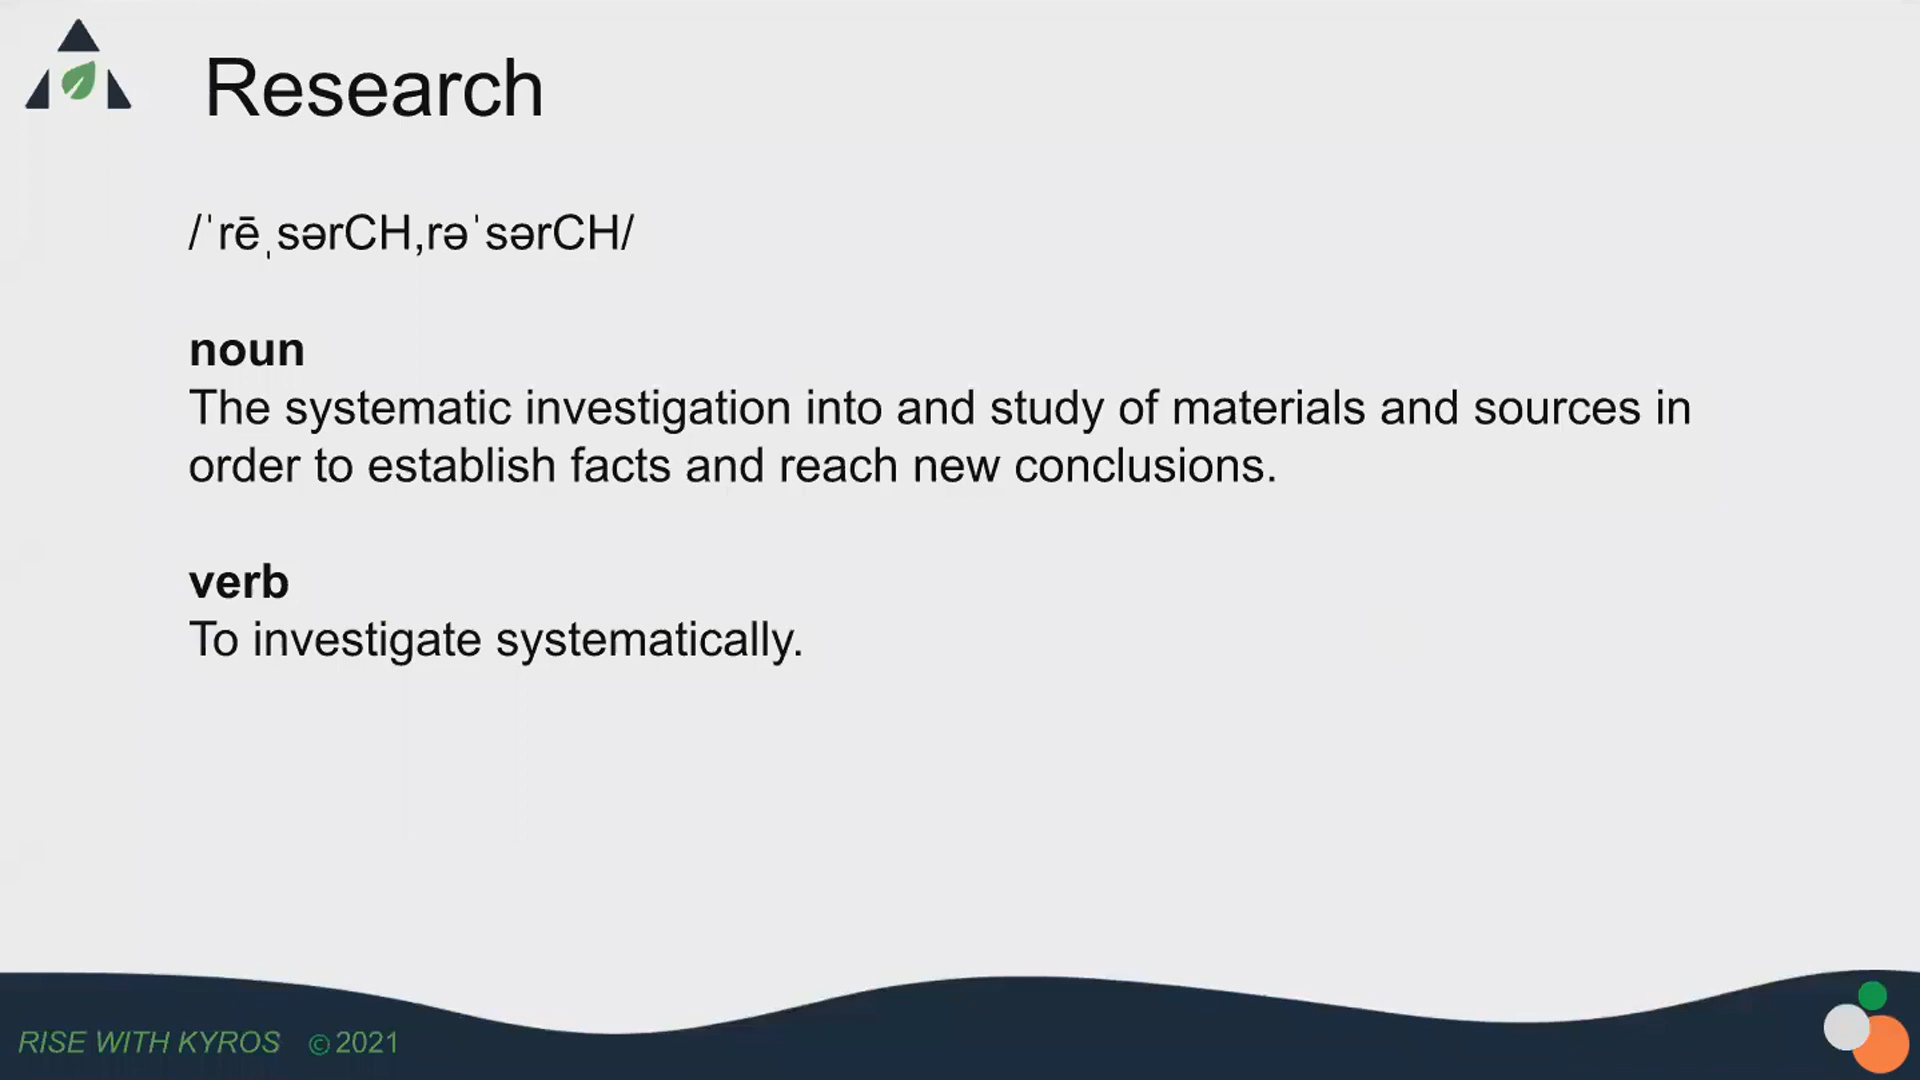 Research
/ˈrēˌsərCH,rəˈsərCH/
noun
The systematic investigation into and study of materials and sources in
order to establish facts and reach new conclusions.
verb
To investigate systematically.
RISE WITH KYROS © 2021